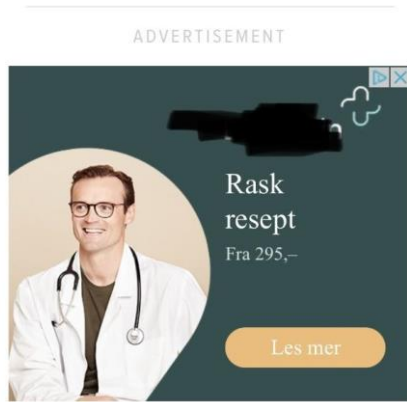 ADVERTISEMENT
Rask
resept
Fra 295,–
Les mer